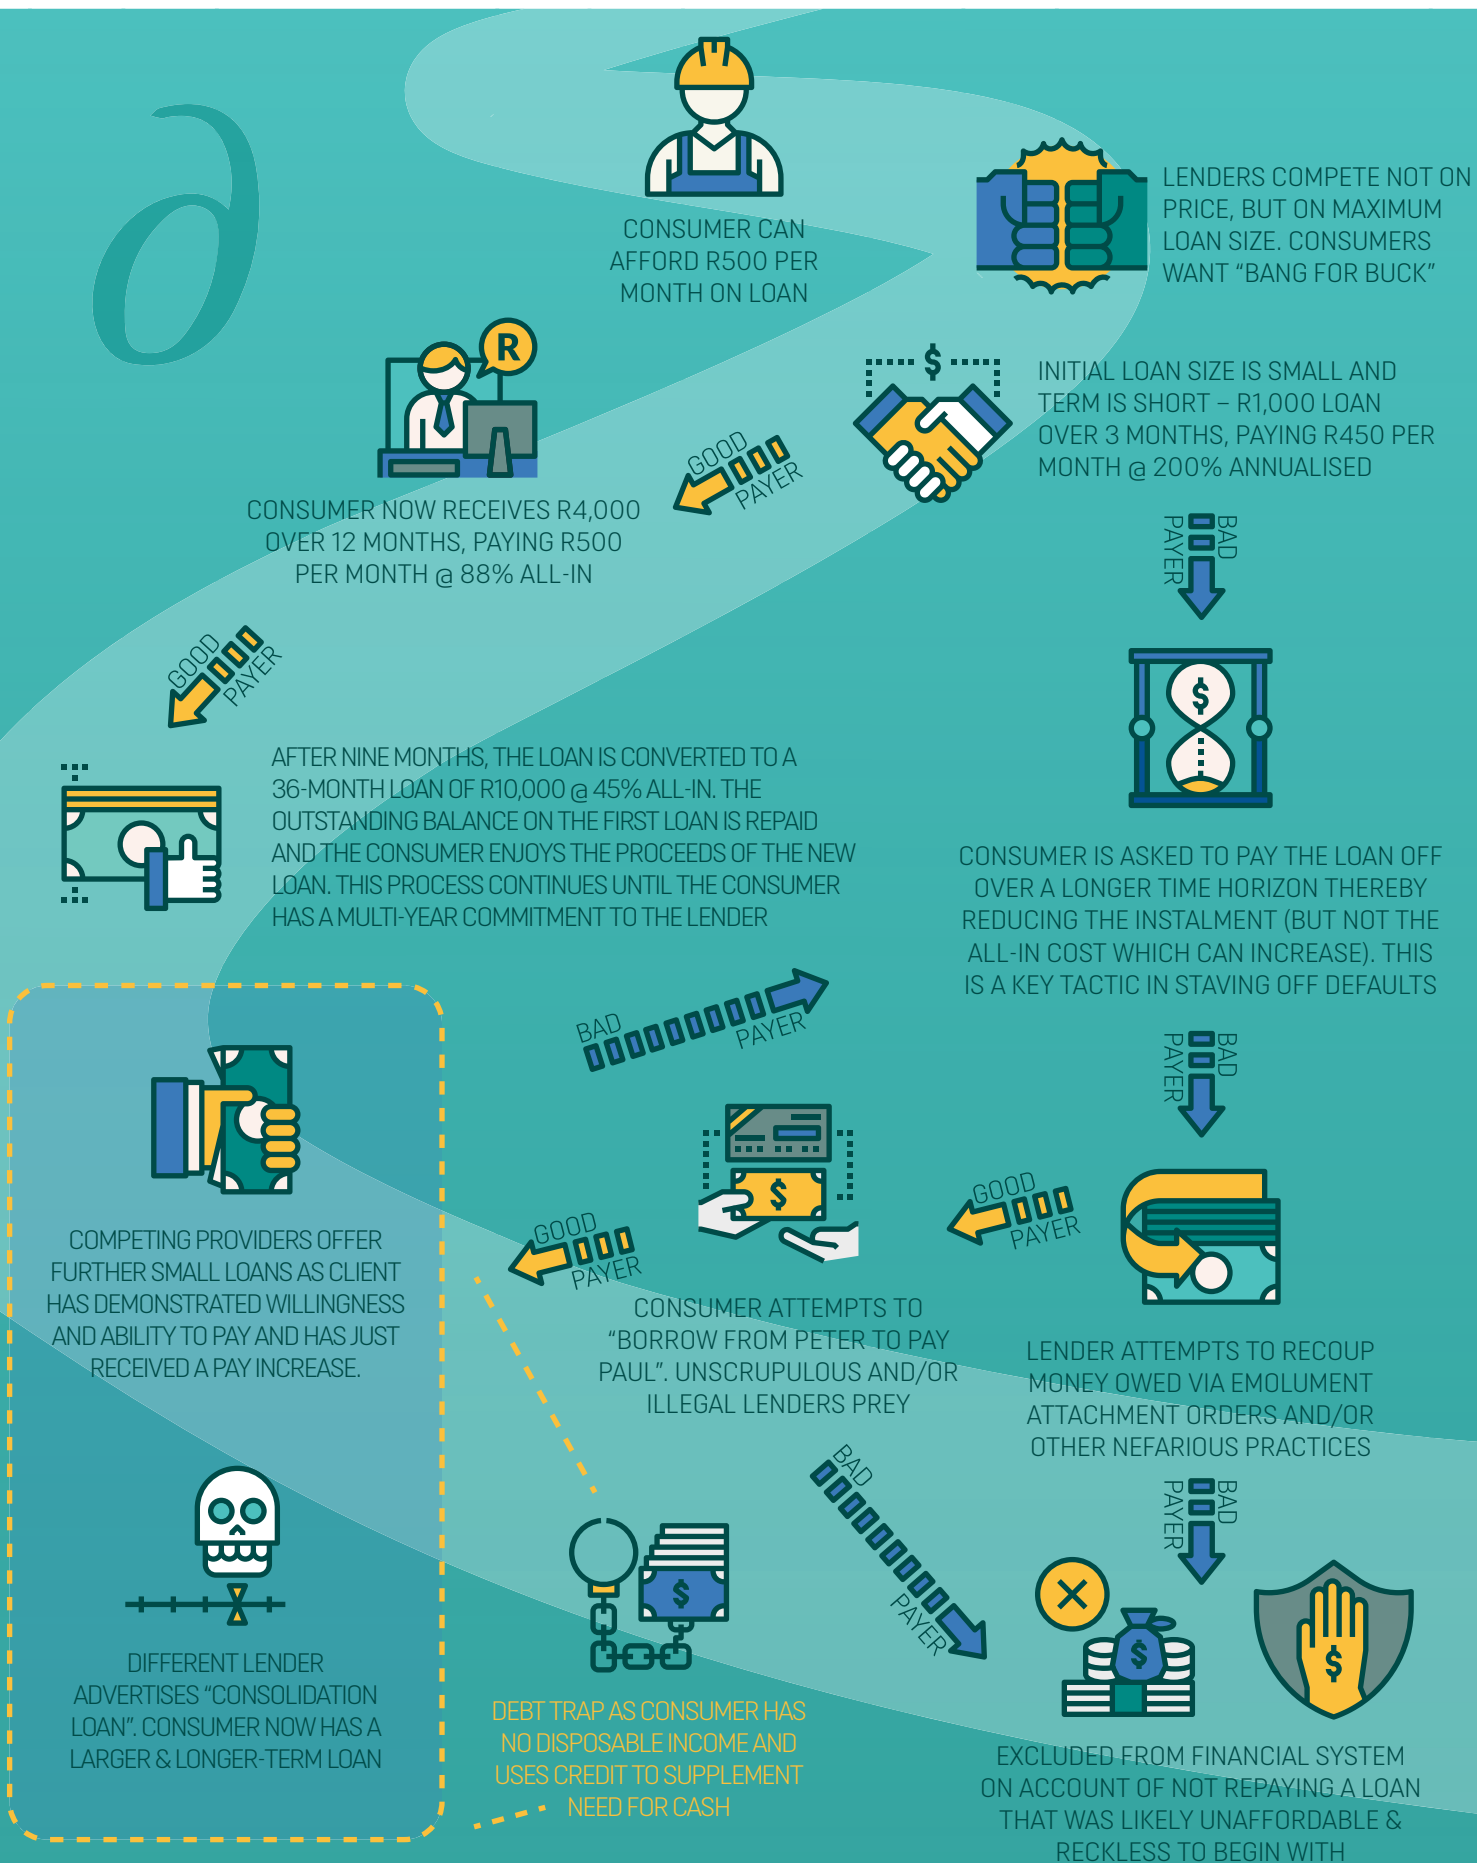 ∂
CONSUMER CAN
AFFORD R500 PER
MONTH ON LOAN
LENDERS COMPETE NOT ON
PRICE, BUT ON MAXIMUM
LOAN SIZE. CONSUMERS
WANT “BANG FOR BUCK”
$
INITIAL LOAN SIZE IS SMALL AND
TERM IS SHORT – R1,000 LOAN
OVER 3 MONTHS, PAYING R450 PER
MONTH @ 200% ANNUALISED
GOOD
PAYER
R
CONSUMER NOW RECEIVES R4,000
OVER 12 MONTHS, PAYING R500
PER MONTH @ 88% ALL-IN
BAD
PAYER
GOOD
PAYER
$
AFTER NINE MONTHS, THE LOAN IS CONVERTED TO A
36-MONTH LOAN OF R10,000 @ 45% ALL-IN. THE
OUTSTANDING BALANCE ON THE FIRST LOAN IS REPAID
AND THE CONSUMER ENJOYS THE PROCEEDS OF THE NEW
LOAN. THIS PROCESS CONTINUES UNTIL THE CONSUMER
HAS A MULTI-YEAR COMMITMENT TO THE LENDER
CONSUMER IS ASKED TO PAY THE LOAN OFF
OVER A LONGER TIME HORIZON THEREBY
REDUCING THE INSTALMENT (BUT NOT THE
ALL-IN COST WHICH CAN INCREASE). THIS
IS A KEY TACTIC IN STAVING OFF DEFAULTS
BAD
PAYER
BAD
PAYER
GOOD
PAYER
$
GOOD
PAYER
COMPETING PROVIDERS OFFER
FURTHER SMALL LOANS AS CLIENT
HAS DEMONSTRATED WILLINGNESS
AND ABILITY TO PAY AND HAS JUST
RECEIVED A PAY INCREASE.
CONSUMER ATTEMPTS TO
“BORROW FROM PETER TO PAY
PAUL”. UNSCRUPULOUS AND/OR
ILLEGAL LENDERS PREY
LENDER ATTEMPTS TO RECOUP
MONEY OWED VIA EMOLUMENT
ATTACHMENT ORDERS AND/OR
OTHER NEFARIOUS PRACTICES
BAD
PAYER
BAD
PAYER
$
$
$
DIFFERENT LENDER
ADVERTISES “CONSOLIDATION
LOAN”. CONSUMER NOW HAS A
LARGER & LONGER-TERM LOAN
DEBT TRAP AS CONSUMER HAS
NO DISPOSABLE INCOME AND
USES CREDIT TO SUPPLEMENT
NEED FOR CASH
EXCLUDED FROM FINANCIAL SYSTEM
ON ACCOUNT OF NOT REPAYING A LOAN
THAT WAS LIKELY UNAFFORDABLE &
RECKLESS TO BEGIN WITH